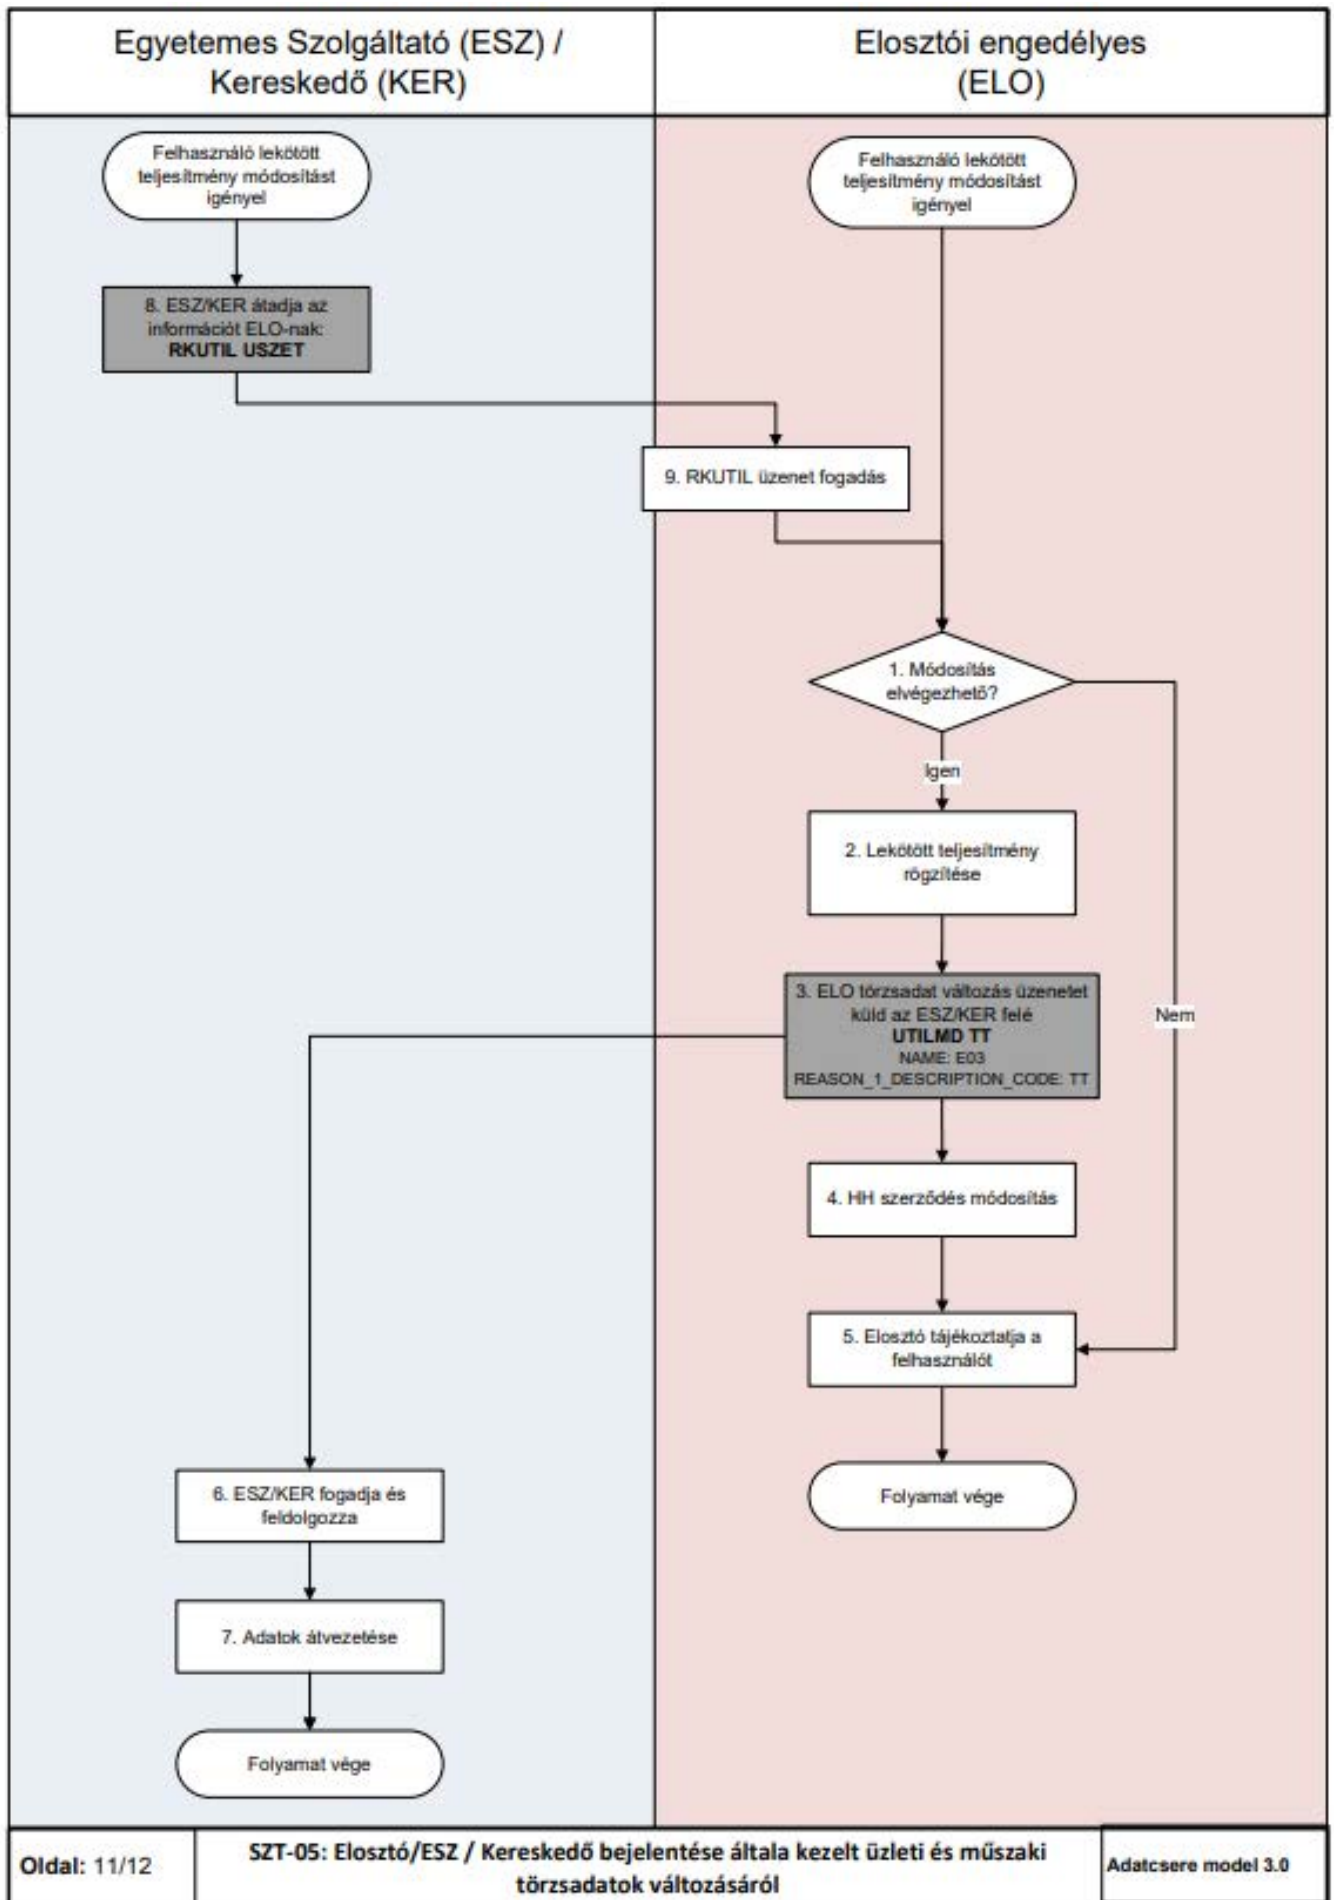 Egyetemes Szolgáltató (ESZ) /
Kereskedő (KER)
Elosztói engedélyes
(ELO)
Felhasználó lekötött
teljesítmény módosítást
igényel
Felhasználó lekötött
teljesítmény módosítást
igényel
8. ESZ/KER átadja az
információt ELO-nak:
RKUTIL USZET
9. RKUTIL üzenet fogadás
1. Módosítás
elvégezhető?
Igen
2. Lekötött teljesítmény
rögzítése
3. ELO törzsadat változás üzenetet
küld az ESZ/KER felé
UTILMD TT
NAME: E03
REASON_1_DESCRIPTION_CODE: TT
Nem
4. HH szerződés módosítás
5. Elosztó tájékoztatja a
felhasználót
6. ESZ/KER fogadja és
feldolgozza
Folyamat vége
7. Adatok átvezetése
Folyamat vége
Oldal: 11/12
SZT-05: Elosztó/ESZ / Kereskedő bejelentése általa kezelt üzleti és műszaki
törzsadatok változásáról
Adatcsere model 3.0